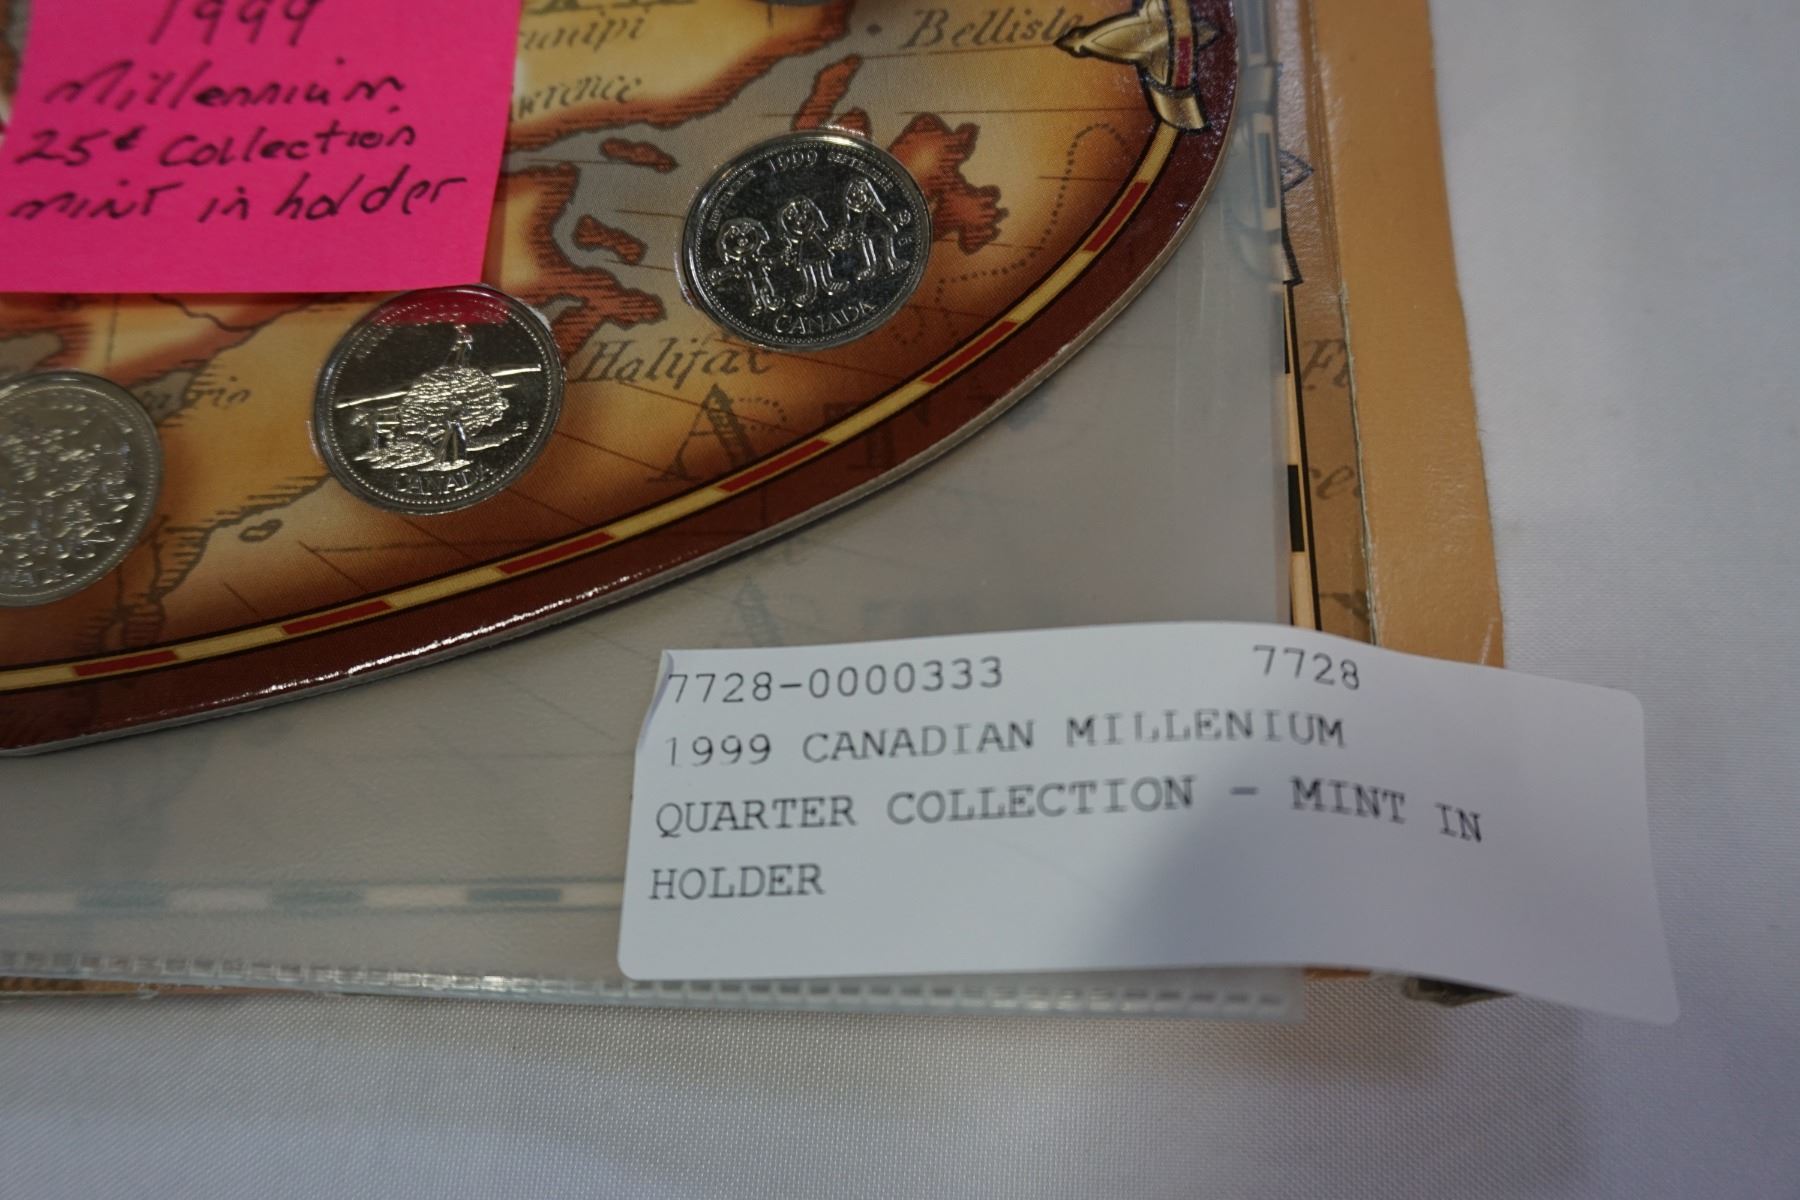 1999
Millennium
25¢ Collection
mint in holder
Bellisle
Halifax
1999
CANADA
CANADA
7728-0000333 7728
1999 CANADIAN MILLENIUM
QUARTER COLLECTION - MINT IN
HOLDER